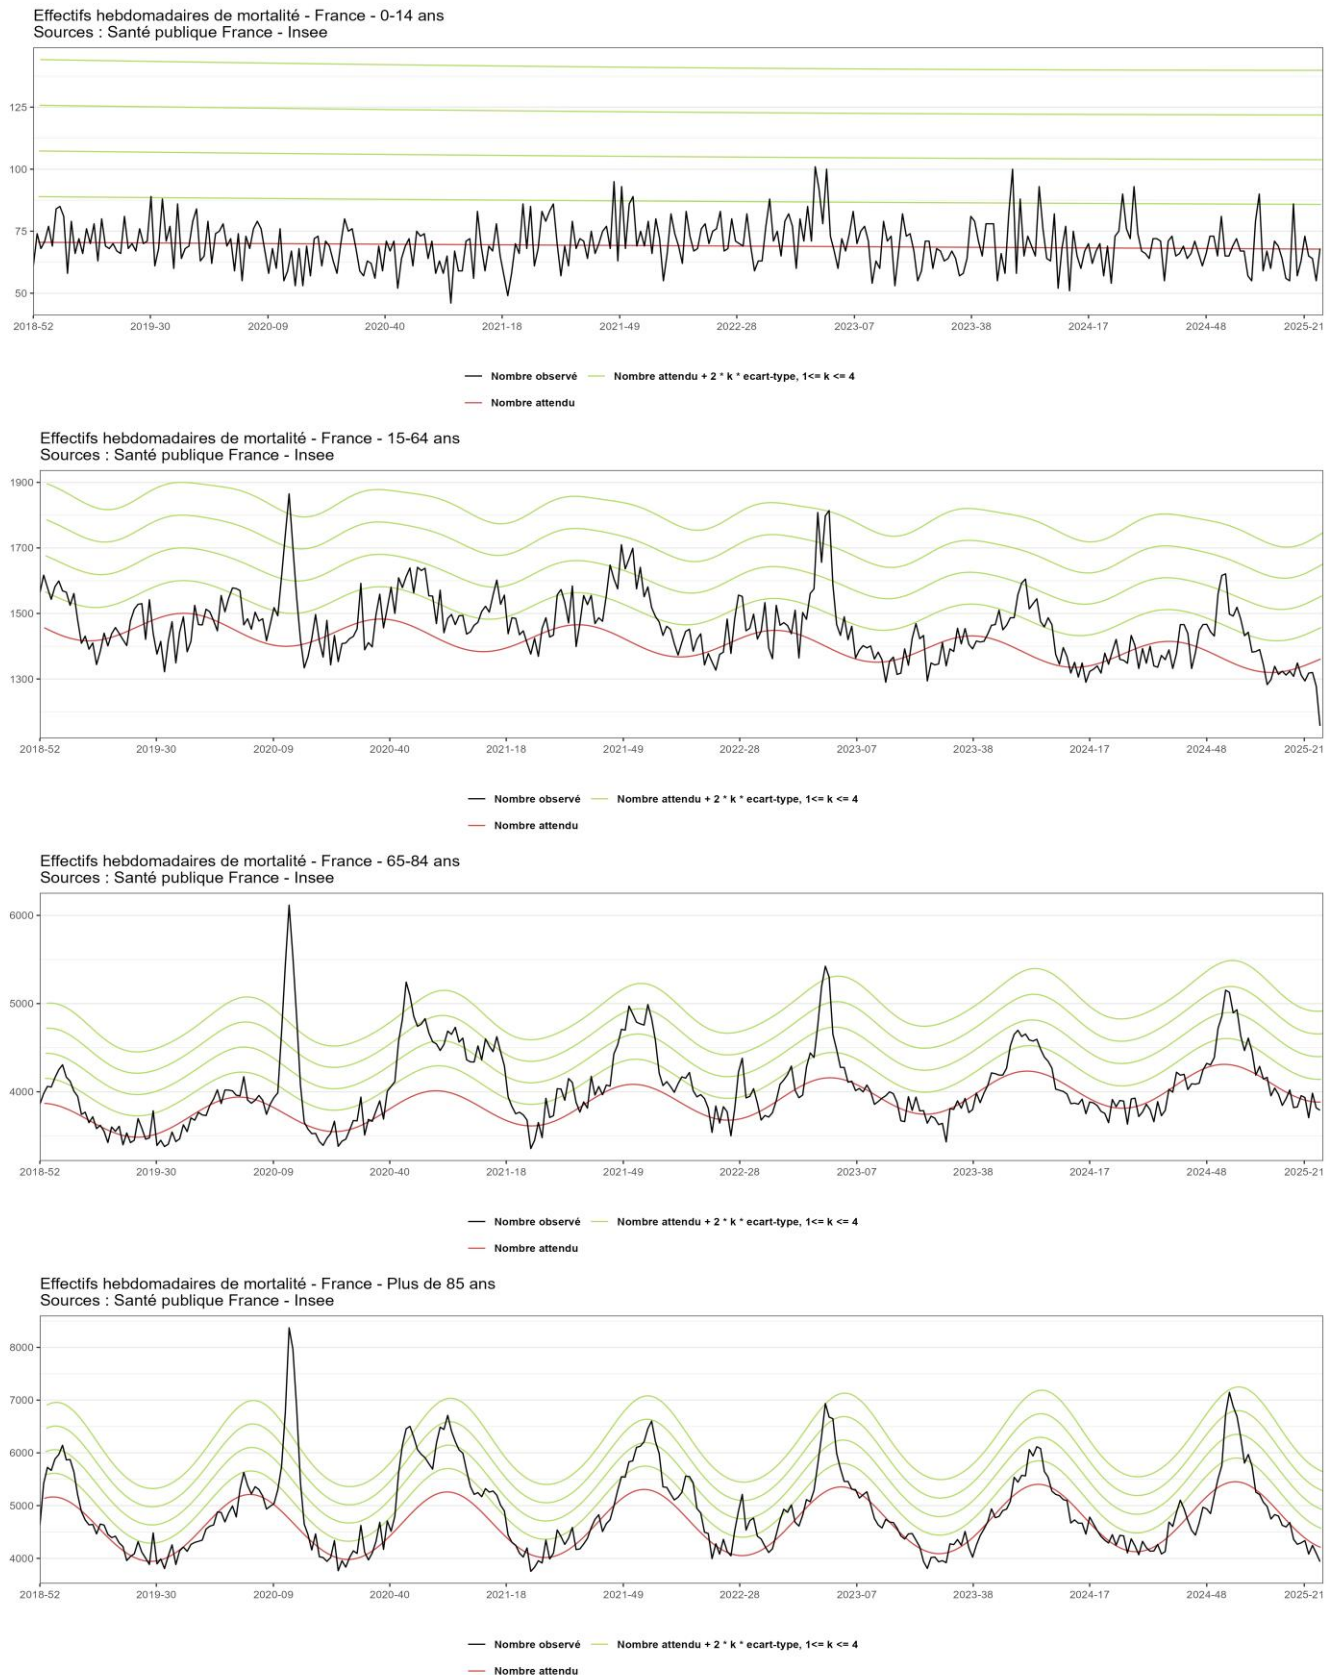 Effectifs hebdomadaires de mortalité - France - 0-14 ans
Sources : Santé publique France - Insee
125
100
75
50
2018-52 2019-30 2020-09 2020-40 2021-18 2021-49 2022-28 2023-07 2023-38 2024-17 2024-48 2025-21
Nombre observé Nombre attendu + 2 * k * ecart-type, 1<= k <= 4
Nombre attendu
Effectifs hebdomadaires de mortalité - France - 15-64 ans
Sources : Santé publique France - Insee
1900
1700
1500
1300
2018-52 2019-30 2020-09 2020-40 2021-18 2021-49 2022-28 2023-07 2023-38 2024-17 2024-48 2025-21
Nombre observé Nombre attendu + 2 * k * ecart-type, 1<= k <= 4
Nombre attendu
Effectifs hebdomadaires de mortalité - France - 65-84 ans
Sources : Santé publique France - Insee
6000
5000
4000
2018-52 2019-30 2020-09 2020-40 2021-18 2021-49 2022-28 2023-07 2023-38 2024-17 2024-48 2025-21
Nombre observé Nombre attendu + 2 * k * ecart-type, 1<= k <= 4
Nombre attendu
Effectifs hebdomadaires de mortalité - France - Plus de 85 ans
Sources : Santé publique France - Insee
8000
7000
6000
5000
4000
2018-52 2019-30 2020-09 2020-40 2021-18 2021-49 2022-28 2023-07 2023-38 2024-17 2024-48 2025-21
Nombre observé Nombre attendu + 2 * k * ecart-type, 1<= k <= 4
Nombre attendu